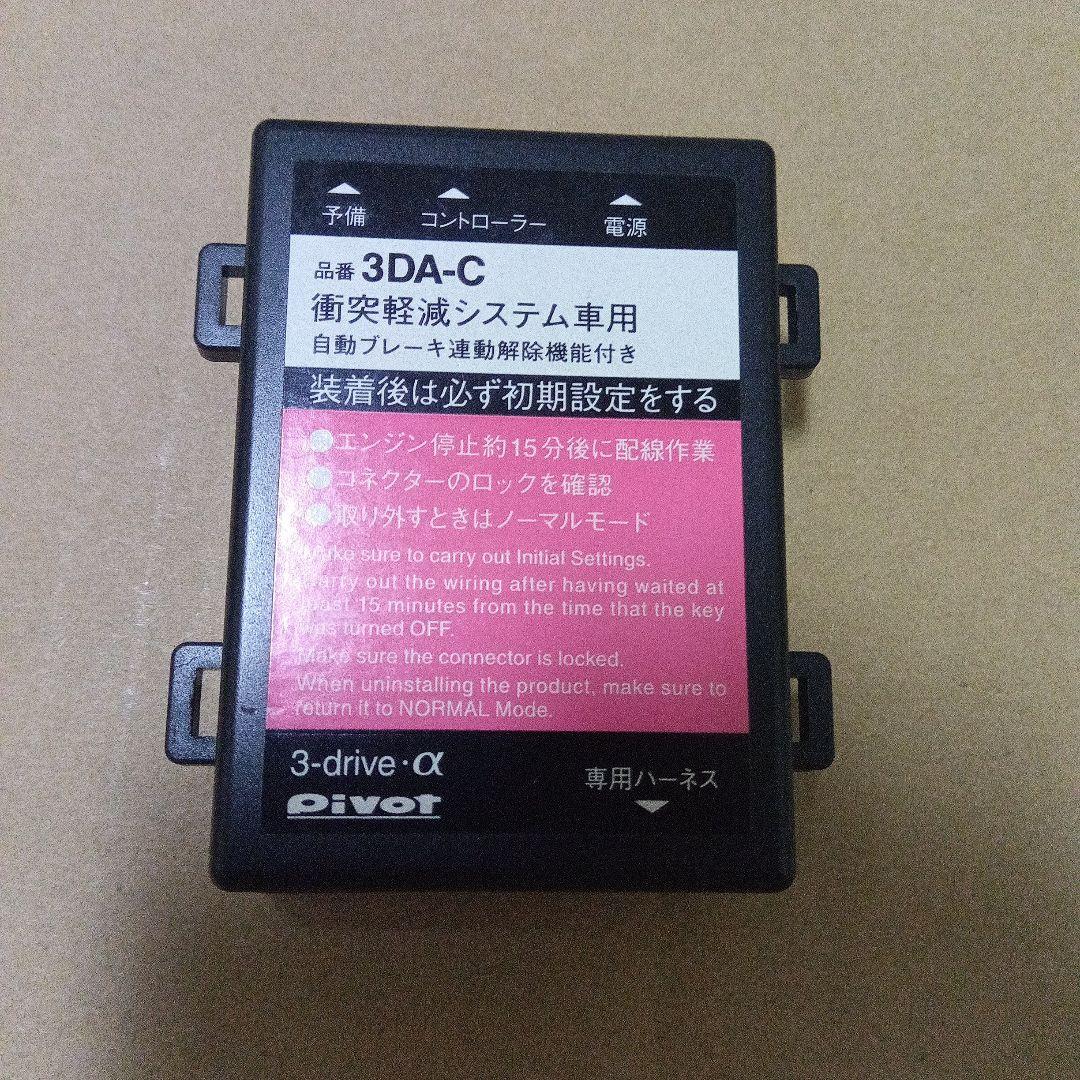 予備 コントローラー 電源
品番 3DA-C
衝突軽減システム車用
自動ブレーキ連動解除機能付き
装着後は必ず初期設定をする
●エンジン停止約15分後に配線作業
●コネクターのロックを確認
●取り外すときはノーマルモード
Make sure to carry out Initial Settings.
Carry out the wiring after having waited at
least 15 minutes from the time that the key
was turned OFF.
Make sure the connector is locked.
When uninstalling the product, make sure to
return it to NORMAL Mode.
3-drive・α
Pivot
専用ハーネス